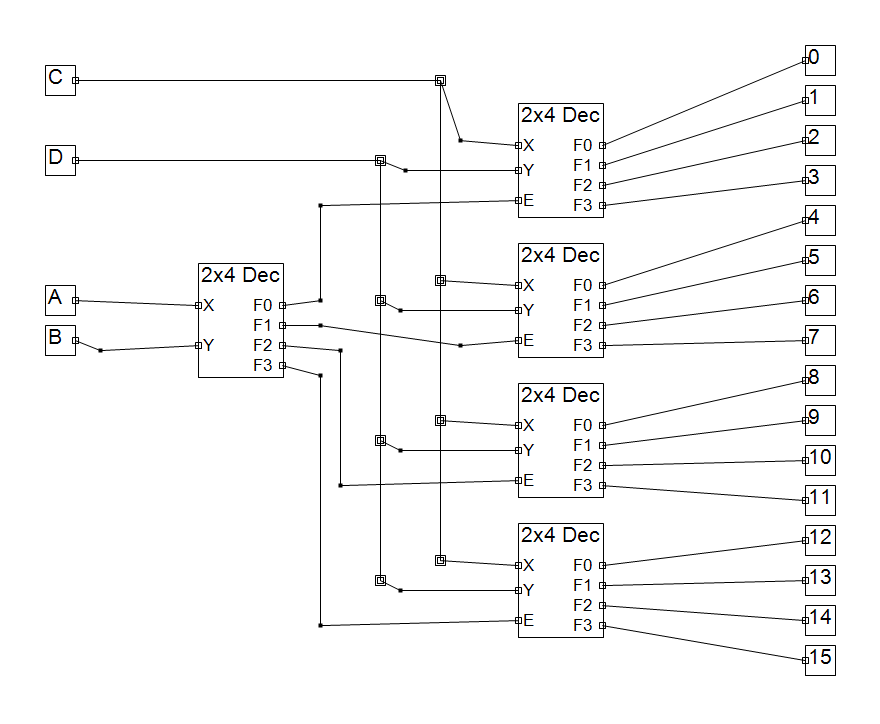 C
D
A
B
2x4 Dec
X
Y
F0
F1
F2
F3
2x4 Dec
X
Y
E
F0
F1
F2
F3
2x4 Dec
X
Y
E
F0
F1
F2
F3
2x4 Dec
X
Y
E
F0
F1
F2
F3
2x4 Dec
X
Y
E
F0
F1
F2
F3
0
1
2
3
4
5
6
7
8
9
10
11
12
13
14
15